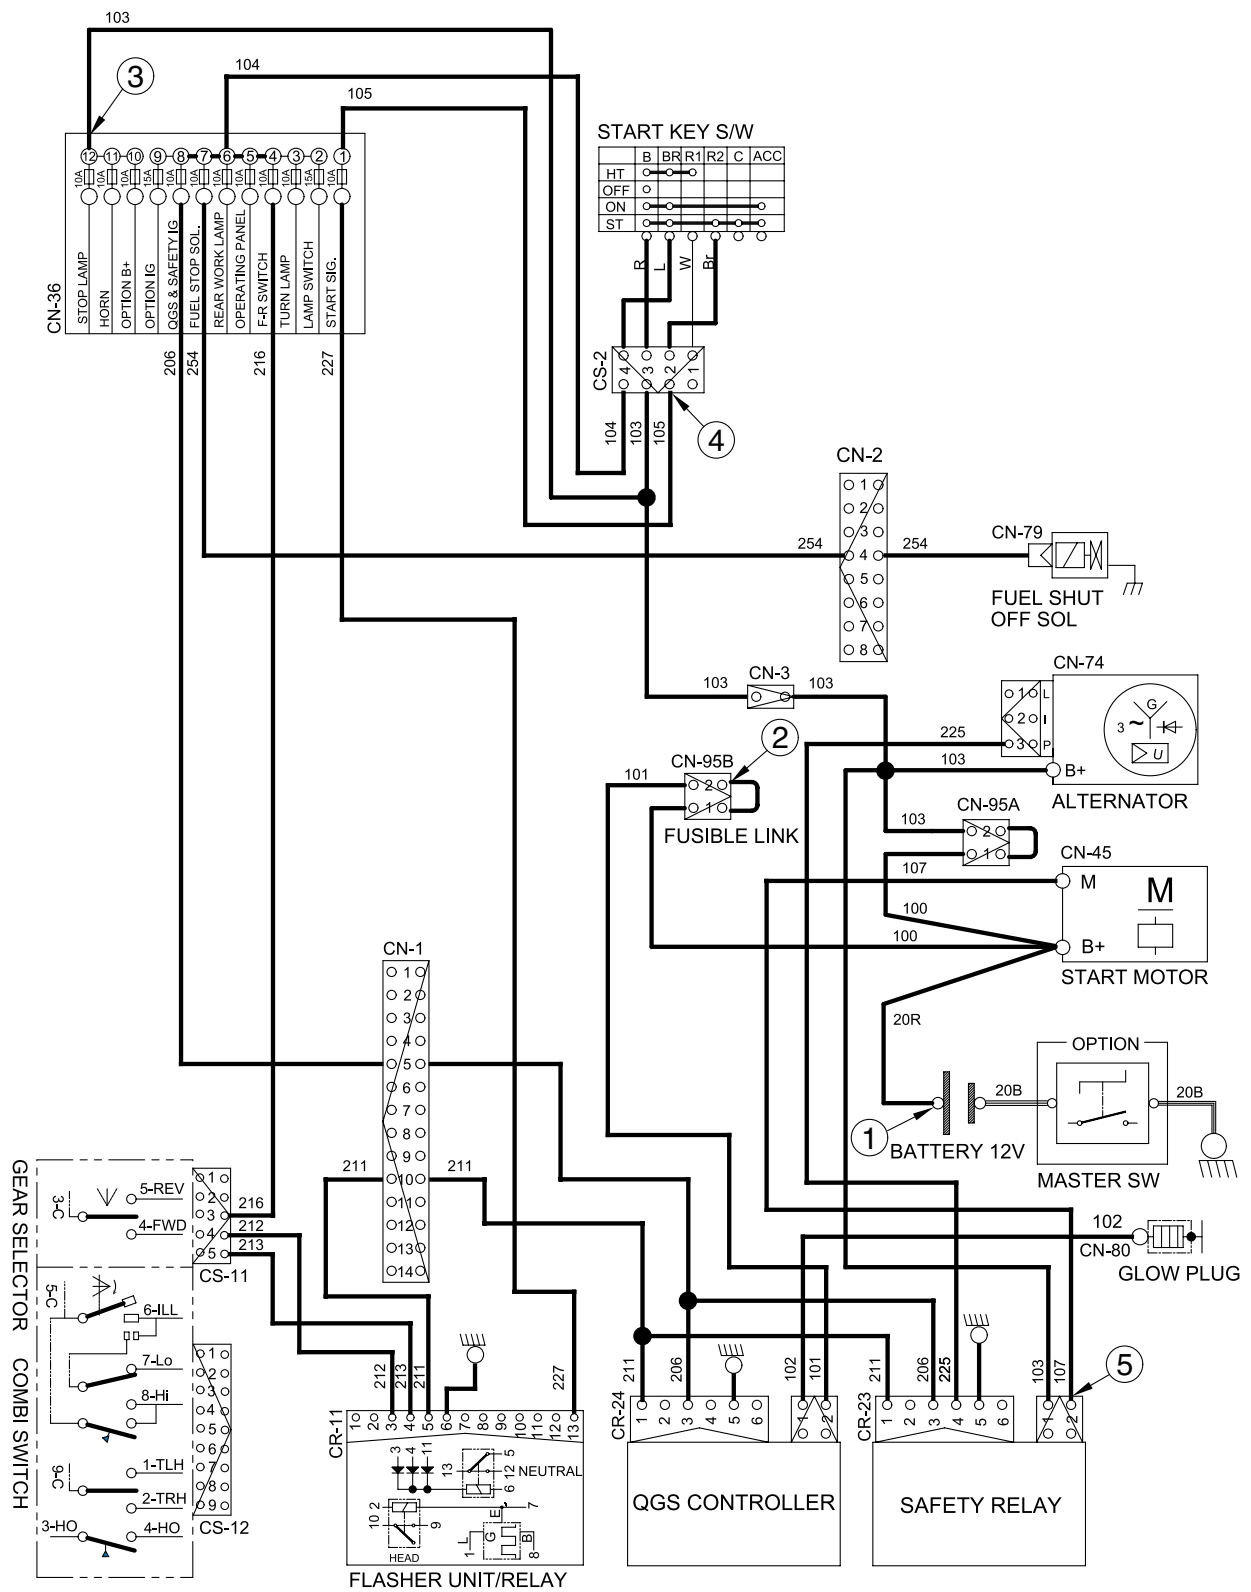 103
3
104
105
START KEY S/W
B BR R1 R2 C ACC
HT
OFF
ON
ST
12 11 10 9 8 7 6 5 4 3 2 1
10A 10A 10A 15A 10A 10A 10A 10A 10A 10A 15A 10A
CN-36
STOP LAMP
HORN
OPTION B+
OPTION IG
QGS & SAFETY IG
FUEL STOP SOL.
REAR WORK LAMP
OPERATING PANEL
F-R SWITCH
TURN LAMP
LAMP SWITCH
START SIG.
R L W Br
206 254 216 227
CS-2
4 3 2 1
104 103 105
4
CN-2
1
2
3
4
5
6
7
8
254 254
CN-79
FUEL SHUT
OFF SOL
CN-74
1 L
2 I
3 P
G
3 ~
U
B+
ALTERNATOR
CN-3
103 103
225
103
2
CN-95B
101
2
1
FUSIBLE LINK
CN-95A
103
2
1
107
CN-45
M
M
100
100
B+
START MOTOR
20R
OPTION
20B 20B
1
BATTERY 12V
MASTER SW
CN-1
1
2
3
4
5
6
7
8
9
10
11
12
13
14
211 211
GEAR SELECTOR
3-C
5-REV
4-FWD
1
2
3
4
5
216
212
213
CS-11
COMBI SWITCH
5-C
6-ILL
7-Lo
8-Hi
9-C
1-TLH
2-TRH
3-HO 4-HO
1
2
3
4
5
6
7
8
9
CS-12
102
CN-80
GLOW PLUG
212 213 211 227
CR-11
1 2 3 4 5 6 7 8 9 10 11 12 13
3 4 11
13
5
12 NEUTRAL
6
2
10
9
7
HEAD
E
L G B
1 8
FLASHER UNIT/RELAY
211 206 102 101
CR-24
1 2 3 4 5 6
1 2
QGS CONTROLLER
211 206 225 103 107
5
CR-23
1 2 3 4 5 6
1 2
SAFETY RELAY